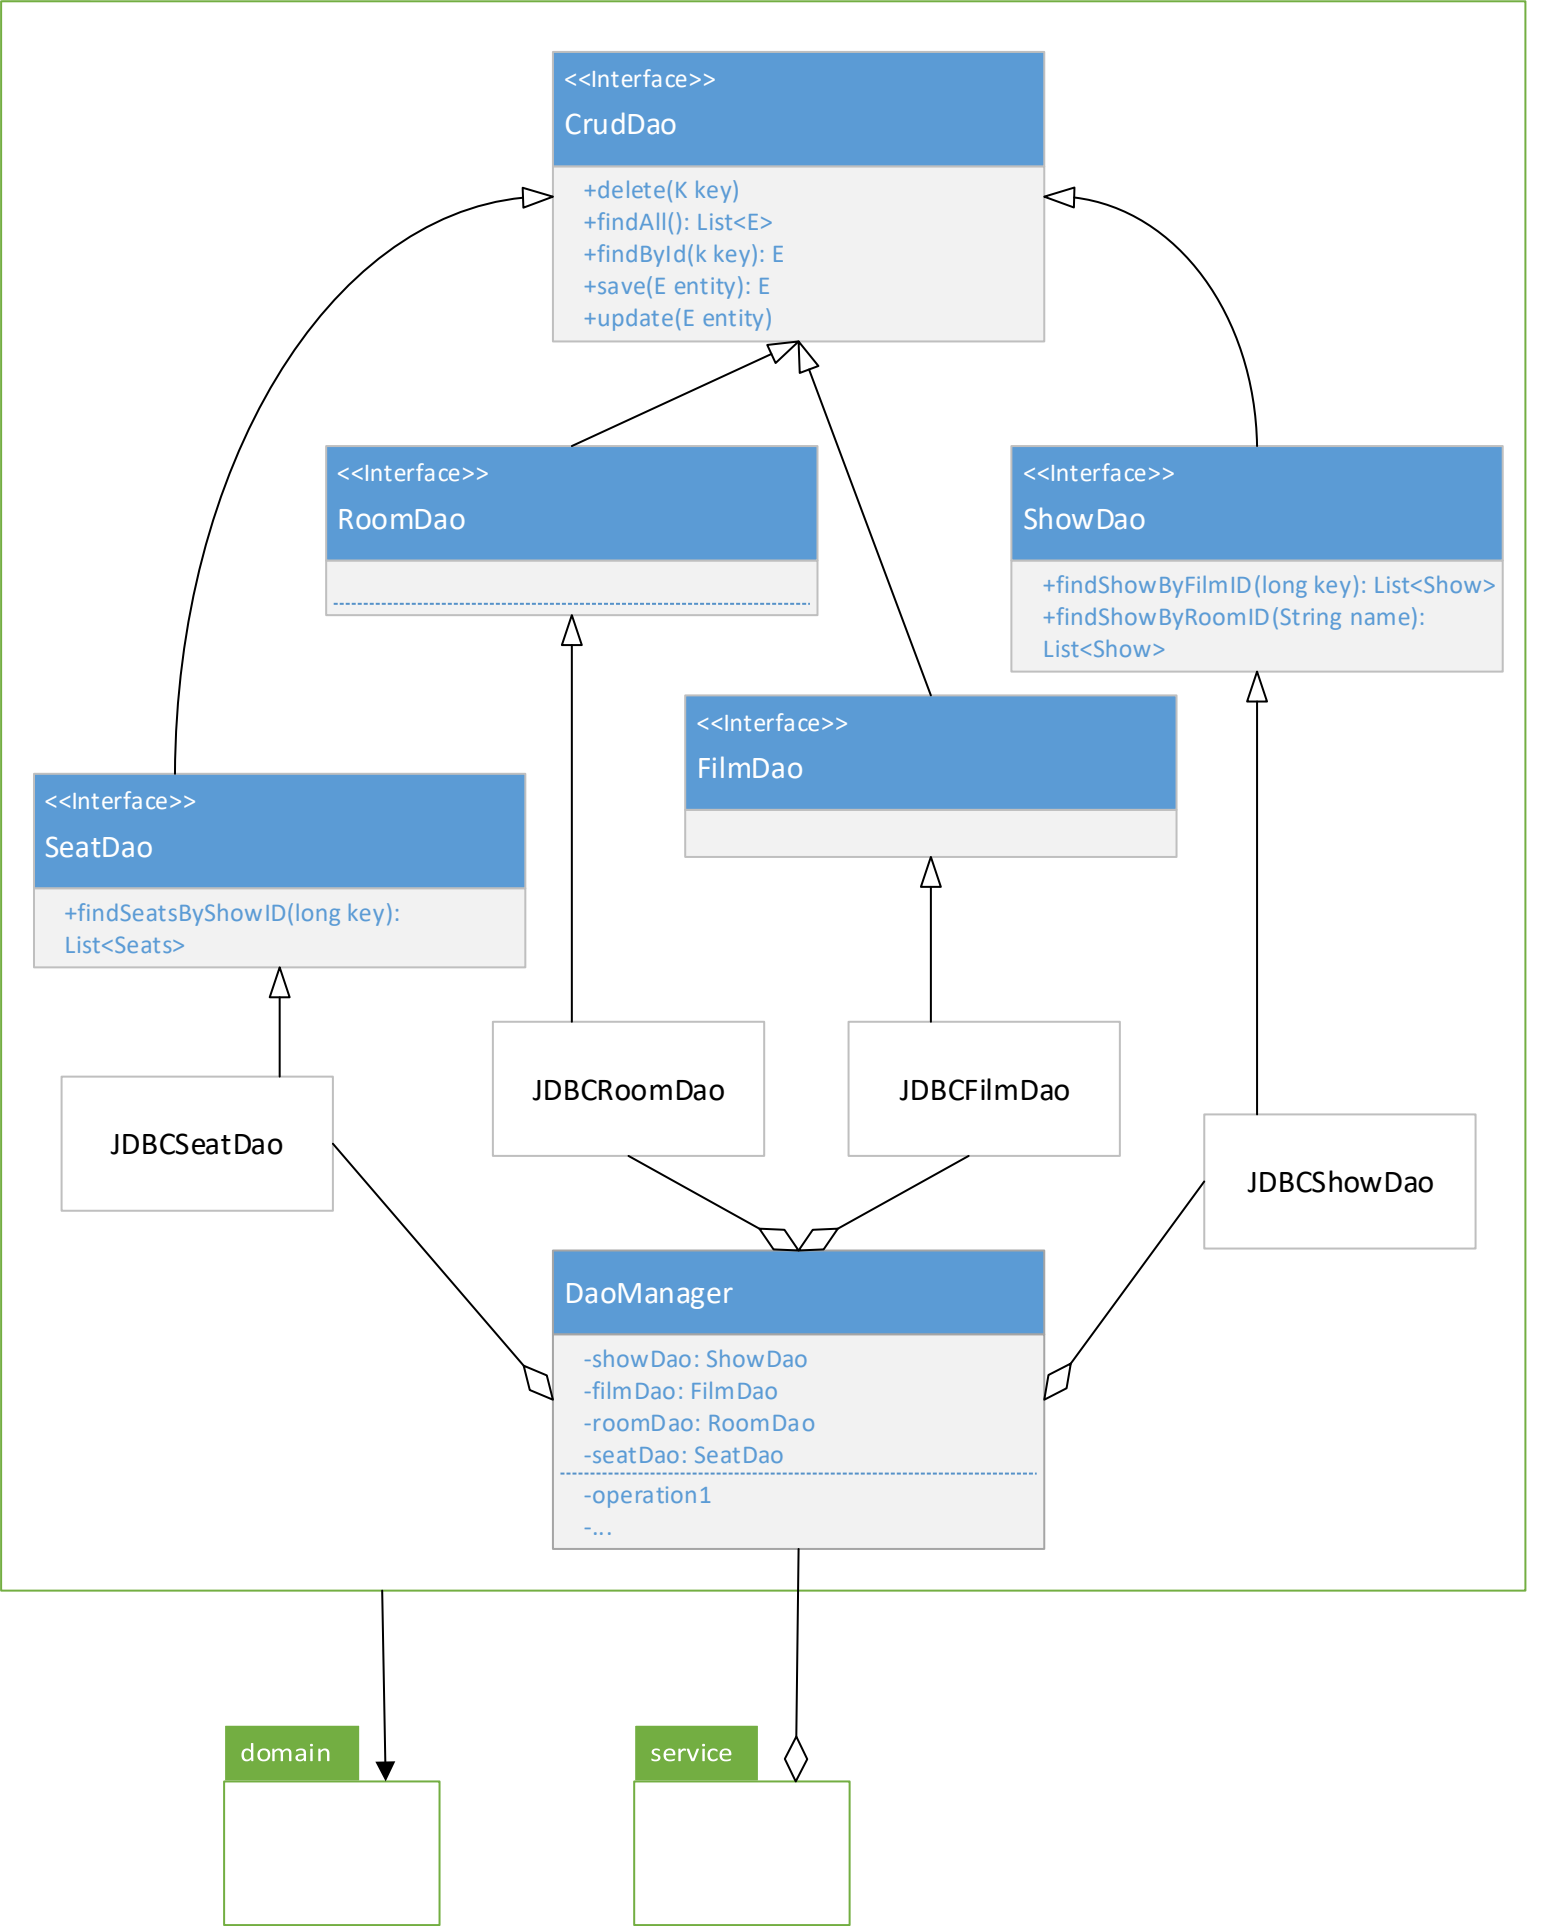 <<Interface>>
CrudDao
+delete(K key)
+findAll(): List<E>
+findById(k key): E
+save(E entity): E
+update(E entity)
<<Interface>>
RoomDao
<<Interface>>
ShowDao
+findShowByFilmID(long key): List<Show>
+findShowByRoomID(String name):
List<Show>
<<Interface>>
FilmDao
<<Interface>>
SeatDao
+findSeatsByShowID(long key):
List<Seats>
JDBCRoomDao
JDBCFilmDao
JDBCSeatDao
JDBCShowDao
DaoManager
-showDao: ShowDao
-filmDao: FilmDao
-roomDao: RoomDao
-seatDao: SeatDao
-operation1
-...
domain
service